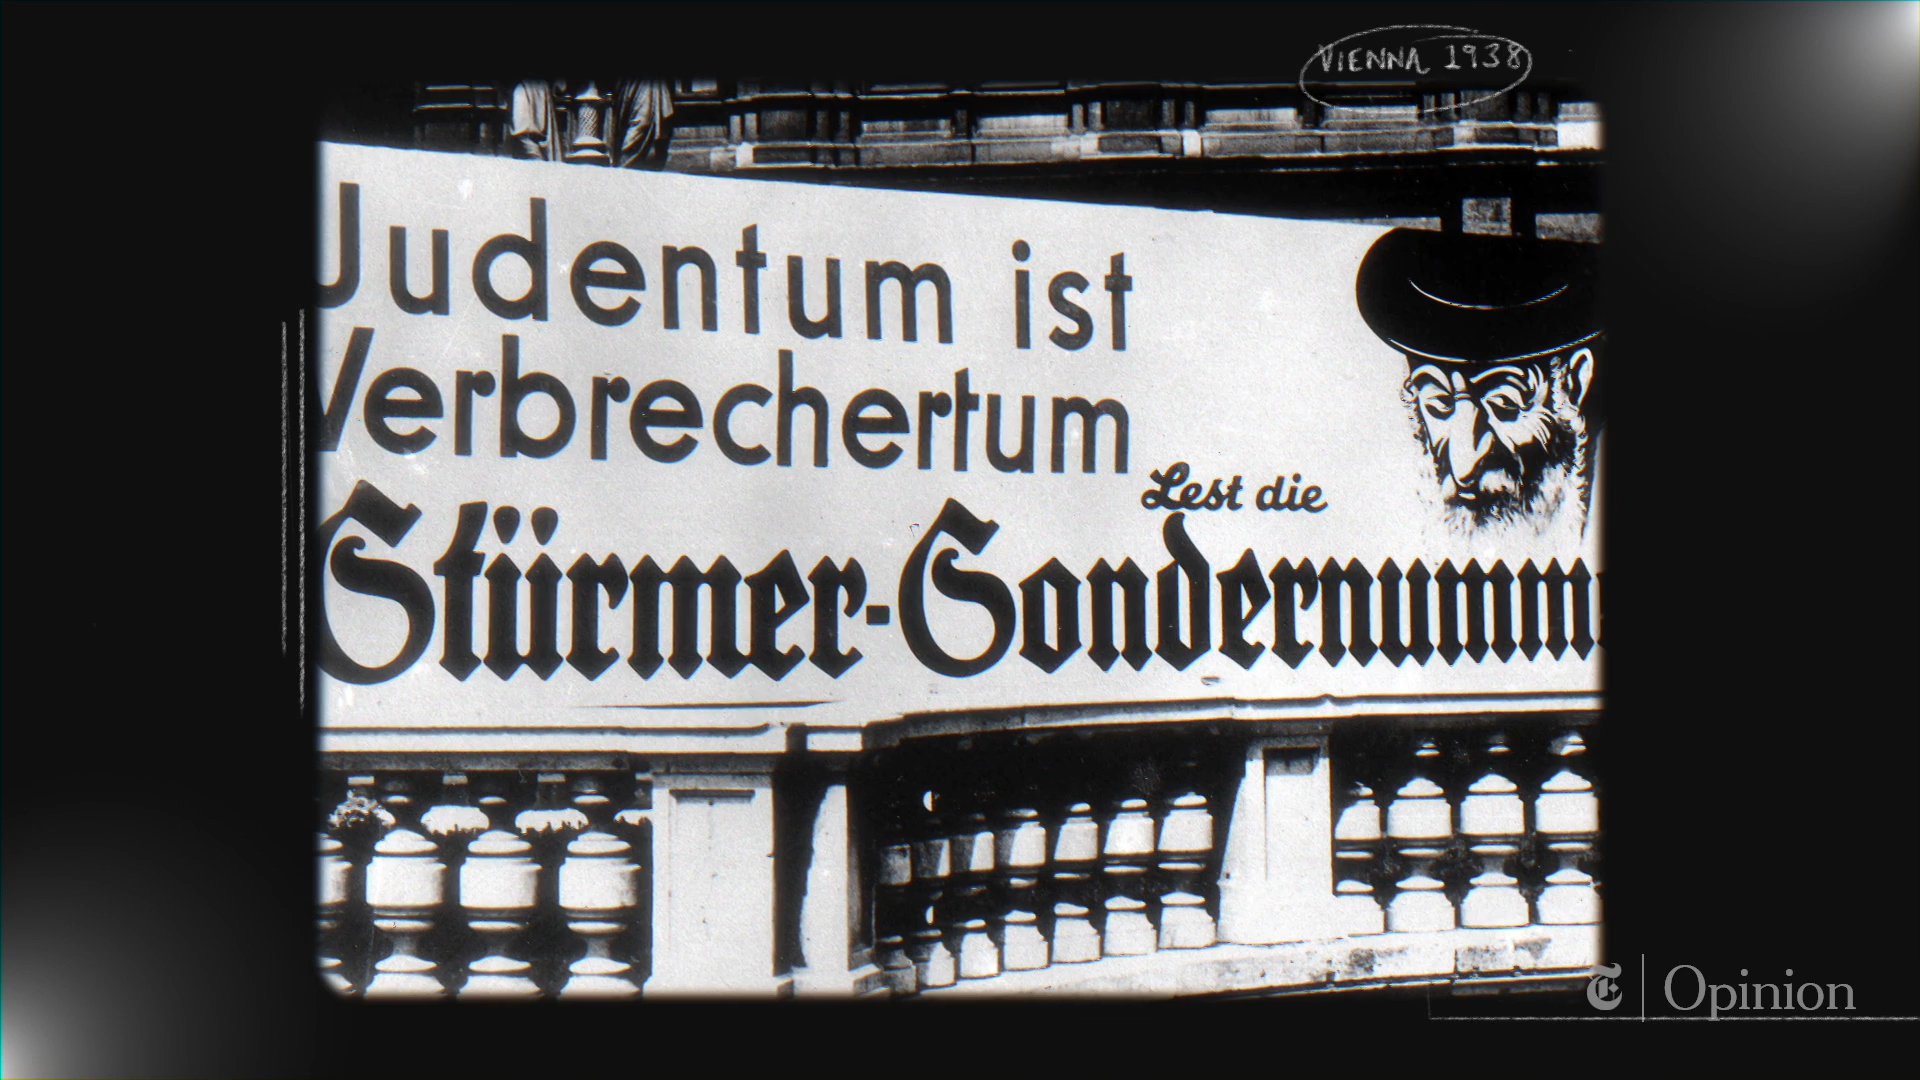 VIENNA 1938
Judentum ist
Verbrechertum
Lest die
Stürmer-Sondernumm
T Opinion